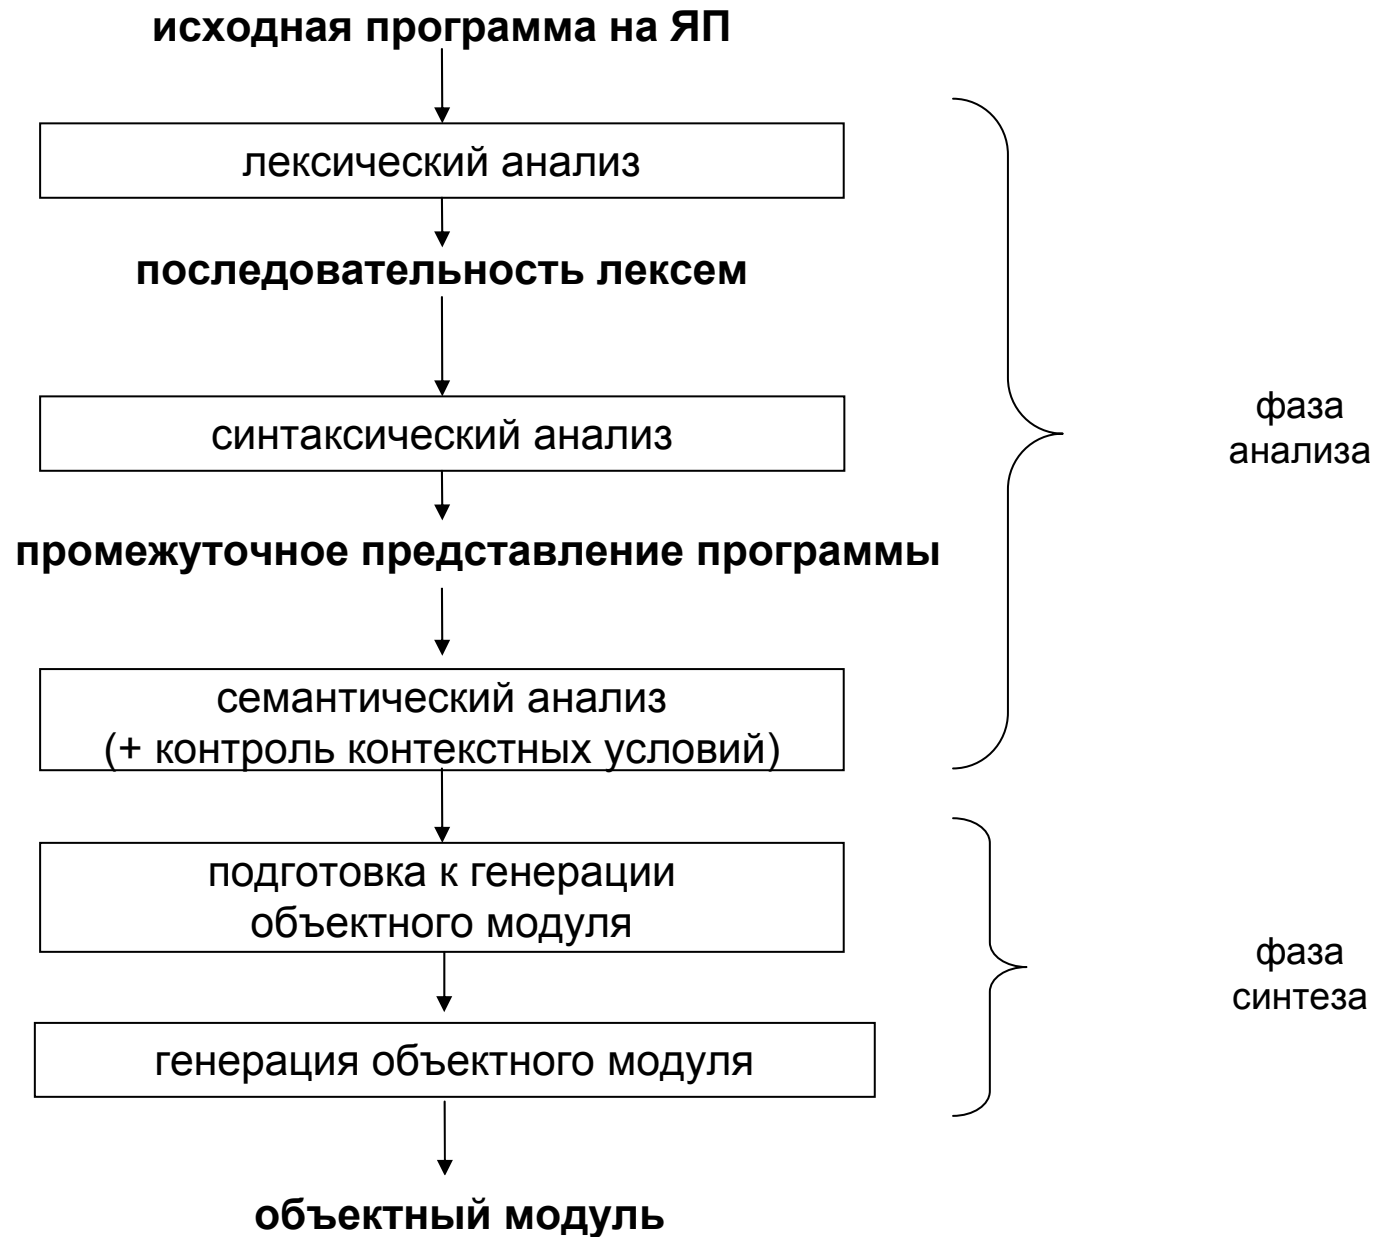 исходная программа на ЯП
лексический анализ
последовательность лексем
синтаксический анализ
фаза
анализа
промежуточное представление программы
семантический анализ
(+ контроль контекстных условий)
подготовка к генерации
объектного модуля
фаза
синтеза
генерация объектного модуля
объектный модуль